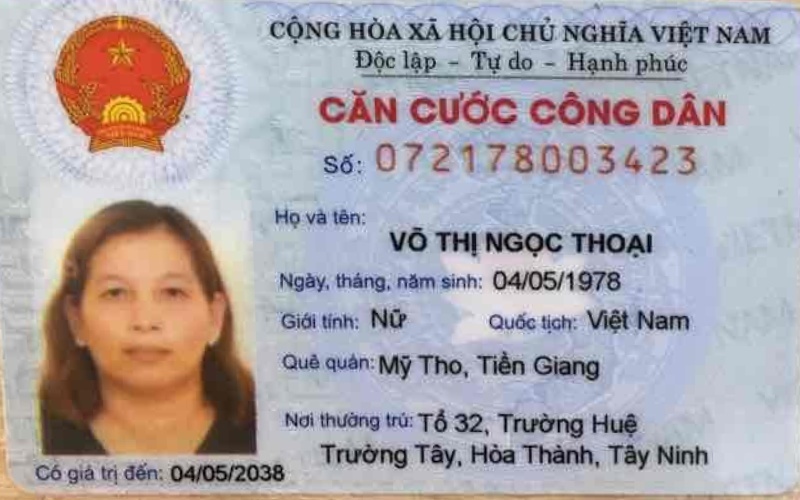 CỘNG HÒA XÃ HỘI CHỦ NGHĨA VIỆT NAM
Độc lập - Tự do - Hạnh phúc
CĂN CƯỚC CÔNG DÂN
Số: 072178003423
Họ và tên:
VÕ THỊ NGỌC THOẠI
Ngày, tháng, năm sinh: 04/05/1978
Giới tính: Nữ Quốc tịch: Việt Nam
Quê quán: Mỹ Tho, Tiền Giang
Nơi thường trú: Tổ 32, Trường Huệ
Trường Tây, Hòa Thành, Tây Ninh
Có giá trị đến: 04/05/2038